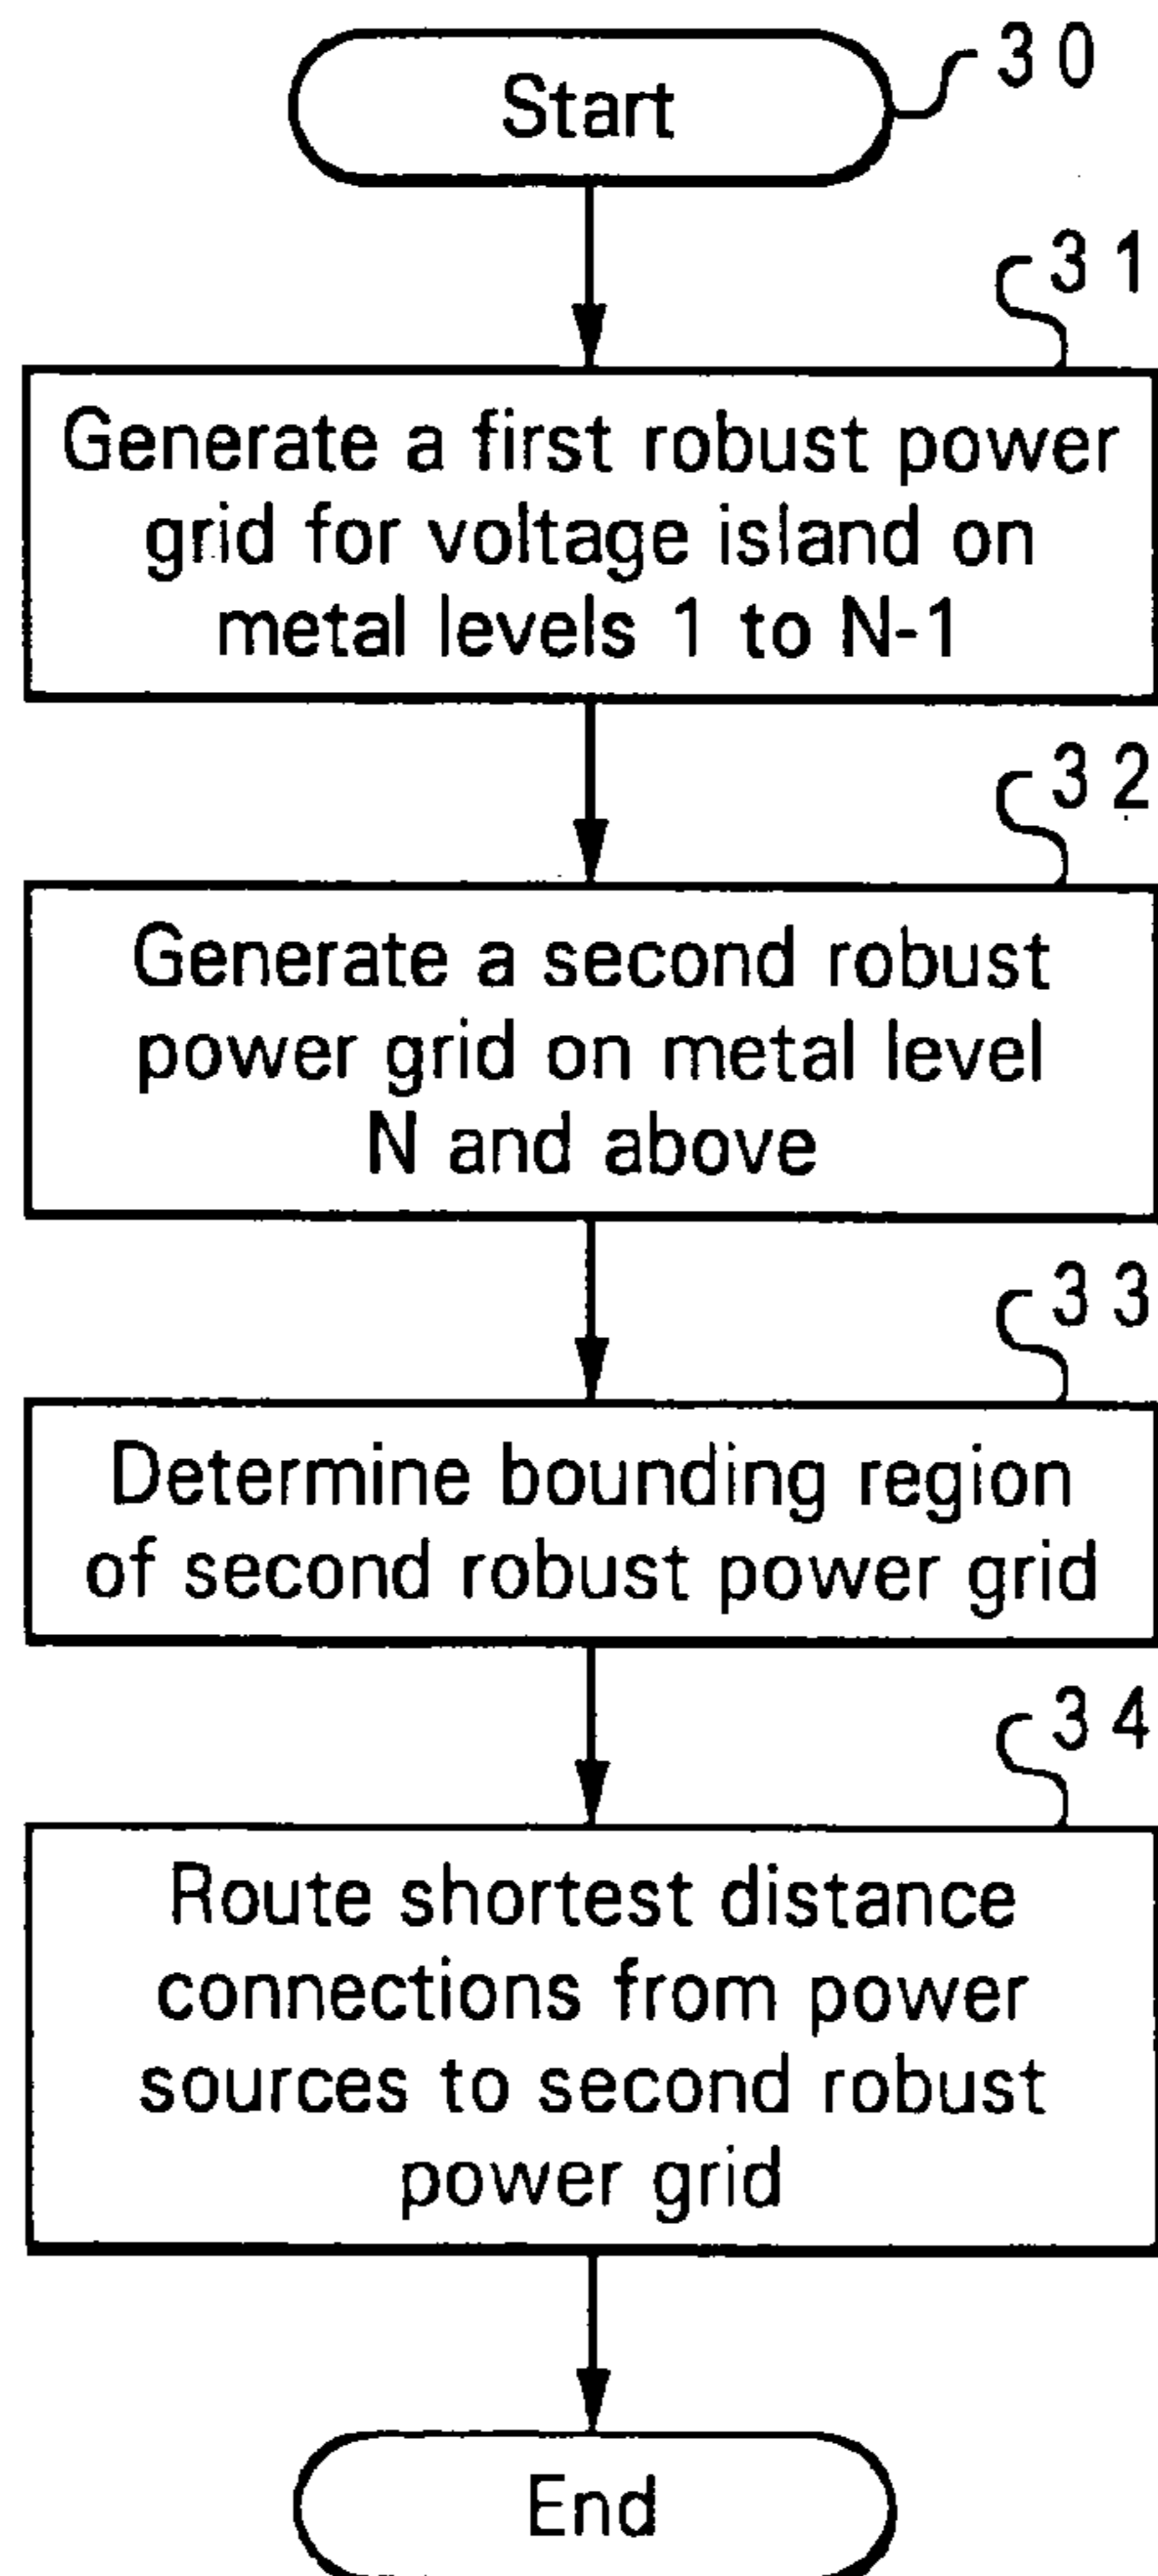 Start
30
31
Generate a first robust power
grid for voltage island on
metal levels 1 to N-1
32
Generate a second robust
power grid on metal level
N and above
33
Determine bounding region
of second robust power grid
34
Route shortest distance
connections from power
sources to second robust
power grid
End